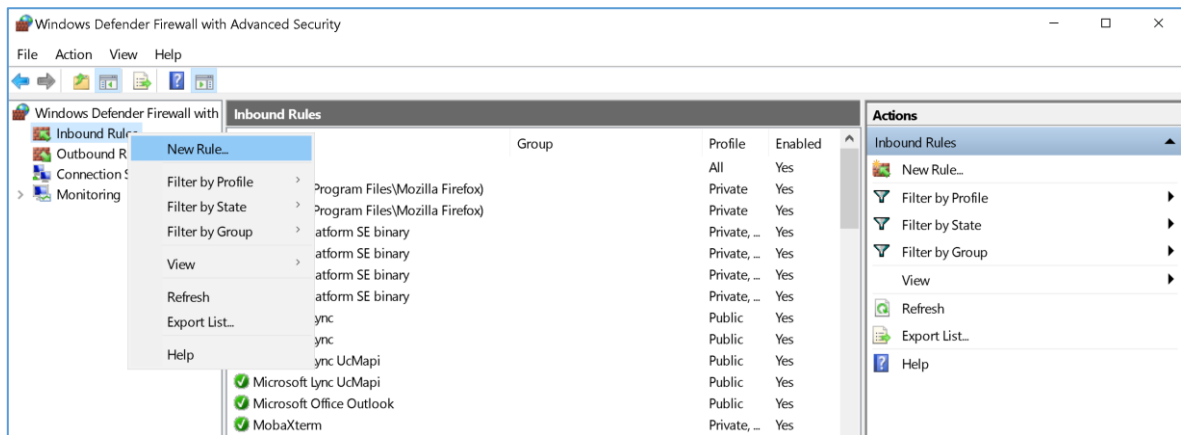 Windows Defender Firewall with Advanced Security
File Action View Help
Windows Defender Firewall with
Inbound Rules
Outbound R
Connection S
Monitoring
New Rule...
Filter by Profile
Filter by State
Filter by Group
View
Refresh
Export List...
Help
Inbound Rules
Group Profile Enabled
All Yes
Program Files\Mozilla Firefox) Private Yes
Program Files\Mozilla Firefox) Private Yes
atform SE binary Private, ... Yes
atform SE binary Private, ... Yes
atform SE binary Private, ... Yes
atform SE binary Private, ... Yes
ync Public Yes
ync Public Yes
ync UcMapi Public Yes
Microsoft Lync UcMapi Public Yes
Microsoft Office Outlook Public Yes
MobaXterm Private, ... Yes
Actions
Inbound Rules
New Rule...
Filter by Profile
Filter by State
Filter by Group
View
Refresh
Export List...
Help